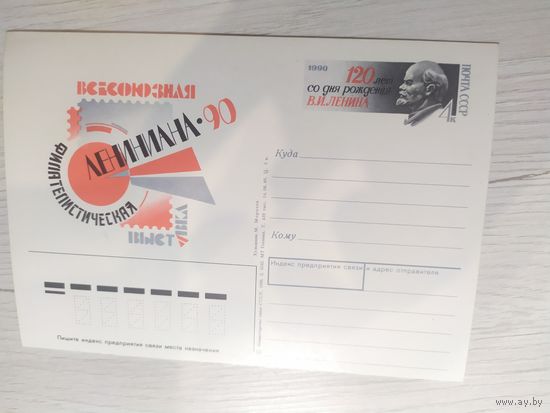 ВСЕСОЮЗНАЯ
ФИЛАТЕЛИСТИЧЕСКАЯ
ЛЕНИНИАНА·90
ВЫСТАВКА
1990
120 лет
со дня рождения
В.И.ЛЕНИНА
ПОЧТА СССР
4к
Куда
Кому
Индекс предприятия связи и адрес отправителя
Пишите индекс предприятия связи места назначения
www.ay.by